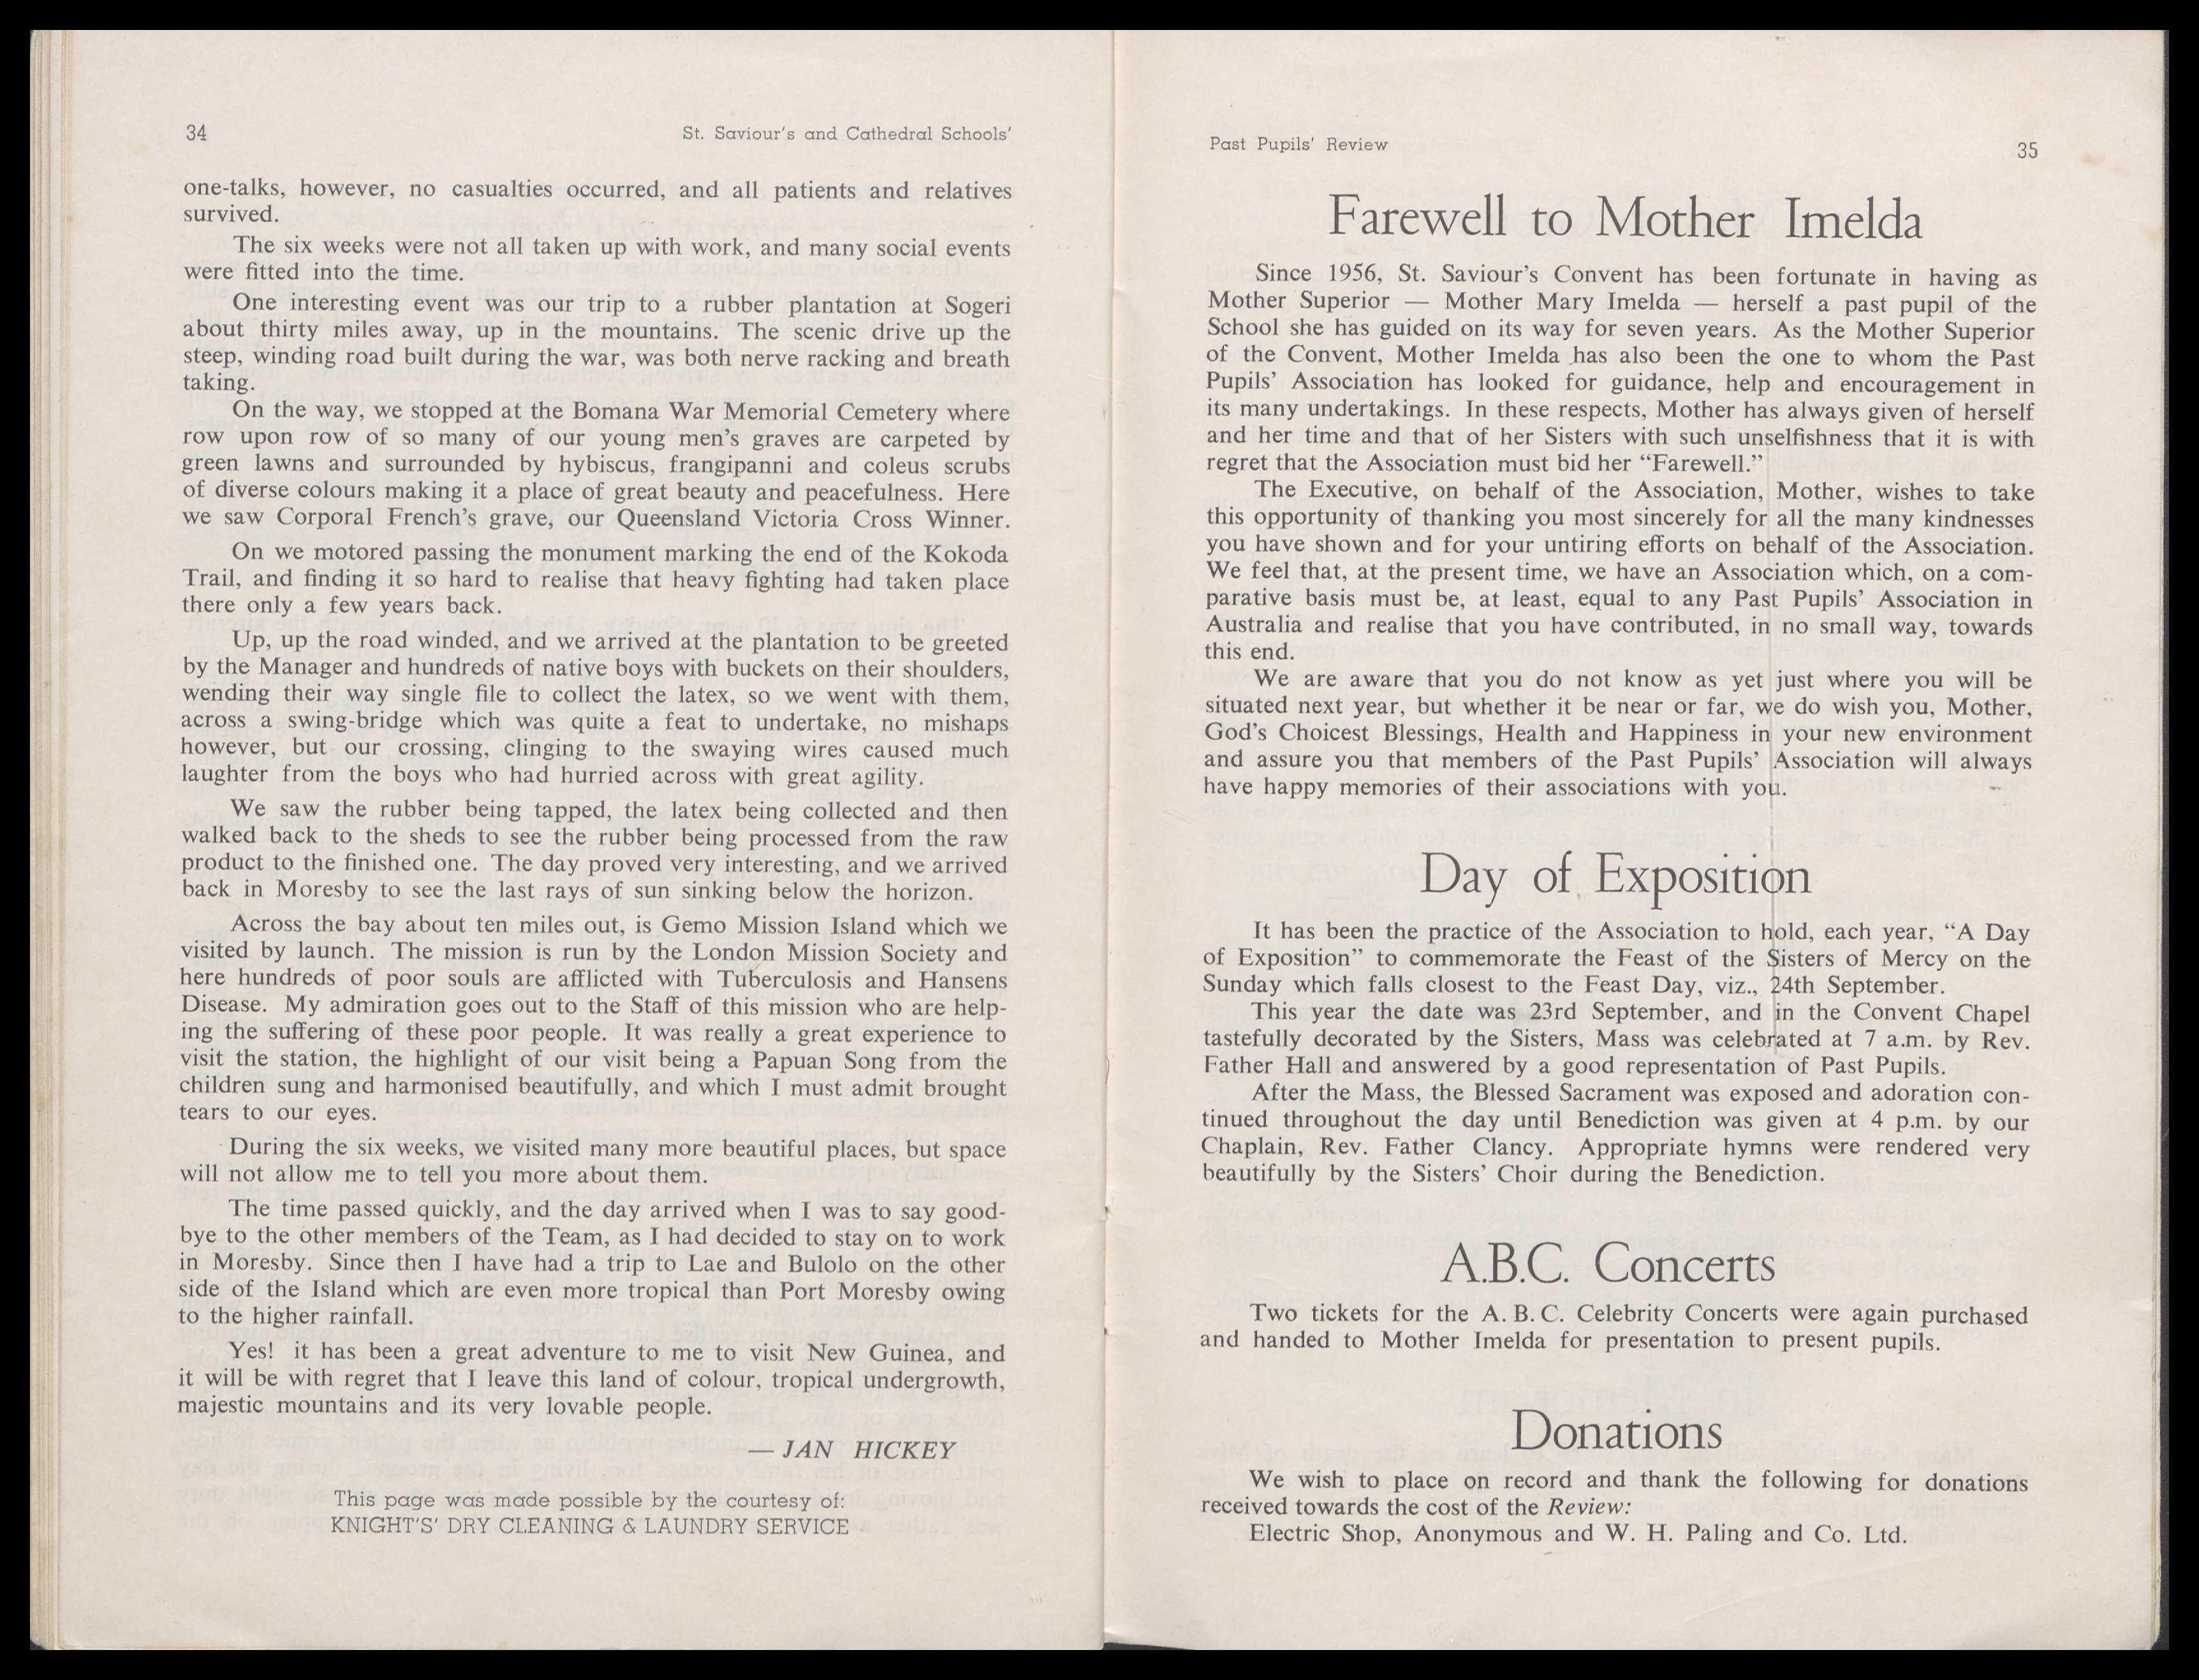 34
St. Saviour's and Cathedral Schools'
one-talks, however, no casualties occurred, and all patients and relatives
survived.
The six weeks were not all taken up with work, and many social events
were fitted into the time.
One interesting event was our trip to a rubber plantation at Sogeri
about thirty miles away, up in the mountains. The scenic drive up the
steep, winding road built during the war, was both nerve racking and breath
taking.
On the way, we stopped at the Bomana War Memorial Cemetery where
row upon row of so many of our young men's graves are carpeted by
green lawns and surrounded by hybiscus, frangipanni and coleus scrubs
of diverse colours making it a place of great beauty and peacefulness. Here
we saw Corporal French's grave, our Queensland Victoria Cross Winner.
On we motored passing the monument marking the end of the Kokoda
Trail, and finding it so hard to realise that heavy fighting had taken place
there only a few years back.
Up, up the road winded, and we arrived at the plantation to be greeted
by the Manager and hundreds of native boys with buckets on their shoulders,
wending their way single file to collect the latex, so we went with them,
across a swing-bridge which was quite a feat to undertake, no mishaps
however, but our crossing, clinging to the swaying wires caused much
laughter from the boys who had hurried across with great agility.
We saw the rubber being tapped, the latex being collected and then
walked back to the sheds to see the rubber being processed from the raw
product to the finished one. The day proved very interesting, and we arrived
back in Moresby to see the last rays of sun sinking below the horizon.
Across the bay about ten miles out, is Gemo Mission Island which we
visited by launch. The mission is run by the London Mission Society and
here hundreds of poor souls are afflicted with Tuberculosis and Hansens
Disease. My admiration goes out to the Staff of this mission who are help-
ing the suffering of these poor people. It was really a great experience to
visit the station, the highlight of our visit being a Papuan Song from the
children sung and harmonised beautifully, and which I must admit brought
tears to our eyes.
During the six weeks, we visited many more beautiful places, but space
will not allow me to tell you more about them.
The time passed quickly, and the day arrived when I was to say good-
bye to the other members of the Team, as I had decided to stay on to work
in Moresby. Since then I have had a trip to Lae and Bulolo on the other
side of the Island which are even more tropical than Port Moresby owing
to the higher rainfall.
Yes! it has been a great adventure to me to visit New Guinea, and
it will be with regret that I leave this land of colour, tropical undergrowth,
majestic mountains and its very lovable people.
— JAN HICKEY
This page was made possible by the courtesy of:
KNIGHT'S' DRY CLEANING & LAUNDRY SERVICE
Past Pupils' Review
35
Farewell to Mother Imelda
Since 1956, St. Saviour's Convent has been fortunate in having as
Mother Superior — Mother Mary Imelda — herself a past pupil of the
School she has guided on its way for seven years. As the Mother Superior
of the Convent, Mother Imelda has also been the one to whom the Past
Pupils' Association has looked for guidance, help and encouragement in
its many undertakings. In these respects, Mother has always given of herself
and her time and that of her Sisters with such unselfishness that it is with
regret that the Association must bid her “Farewell.”
The Executive, on behalf of the Association, Mother, wishes to take
this opportunity of thanking you most sincerely for all the many kindnesses
you have shown and for your untiring efforts on behalf of the Association.
We feel that, at the present time, we have an Association which, on a com-
parative basis must be, at least, equal to any Past Pupils' Association in
Australia and realise that you have contributed, in no small way, towards
this end.
We are aware that you do not know as yet just where you will be
situated next year, but whether it be near or far, we do wish you, Mother,
God's Choicest Blessings, Health and Happiness in your new environment
and assure you that members of the Past Pupils' Association will always
have happy memories of their associations with you.
Day of Exposition
It has been the practice of the Association to hold, each year, “A Day
of Exposition” to commemorate the Feast of the Sisters of Mercy on the
Sunday which falls closest to the Feast Day, viz., 24th September.
This year the date was 23rd September, and in the Convent Chapel
tastefully decorated by the Sisters, Mass was celebrated at 7 a.m. by Rev.
Father Hall and answered by a good representation of Past Pupils.
After the Mass, the Blessed Sacrament was exposed and adoration con-
tinued throughout the day until Benediction was given at 4 p.m. by our
Chaplain, Rev. Father Clancy. Appropriate hymns were rendered very
beautifully by the Sisters' Choir during the Benediction.
A.B.C. Concerts
Two tickets for the A. B. C. Celebrity Concerts were again purchased
and handed to Mother Imelda for presentation to present pupils.
Donations
We wish to place on record and thank the following for donations
received towards the cost of the Review:
Electric Shop, Anonymous and W. H. Paling and Co. Ltd.